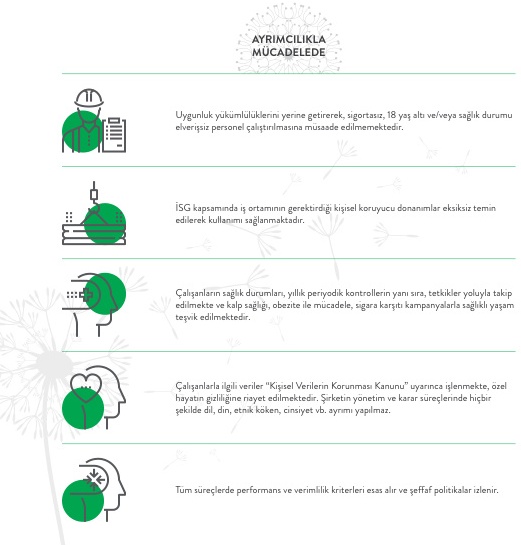 AYRIMCILIKLA
MÜCADELEDE
Uygunluk yükümlülüklerini yerine getirerek, sigortasız, 18 yaş altı ve/veya sağlık durumu
elverişsiz personel çalıştırılmasına müsaade edilmemektedir.
İSG kapsamında iş ortamının gerektirdiği kişisel koruyucu donanımlar eksiksiz temin
edilerek kullanımı sağlanmaktadır.
Çalışanların sağlık durumları, yıllık periyodik kontrollerin yanı sıra, tetkikler yoluyla takip
edilmekte ve kalp sağlığı, obezite ile mücadele, sigara karşıtı kampanyalarla sağlıklı yaşam
teşvik edilmektedir.
Çalışanlarla ilgili veriler “Kişisel Verilerin Korunması Kanunu” uyarınca işlenmekte, özel
hayatın gizliliğine riayet edilmektedir. Şirketin yönetim ve karar süreçlerinde hiçbir
şekilde dil, din, etnik köken, cinsiyet vb. ayrımı yapılmaz.
Tüm süreçlerde performans ve verimlilik kriterleri esas alır ve şeffaf politikalar izlenir.